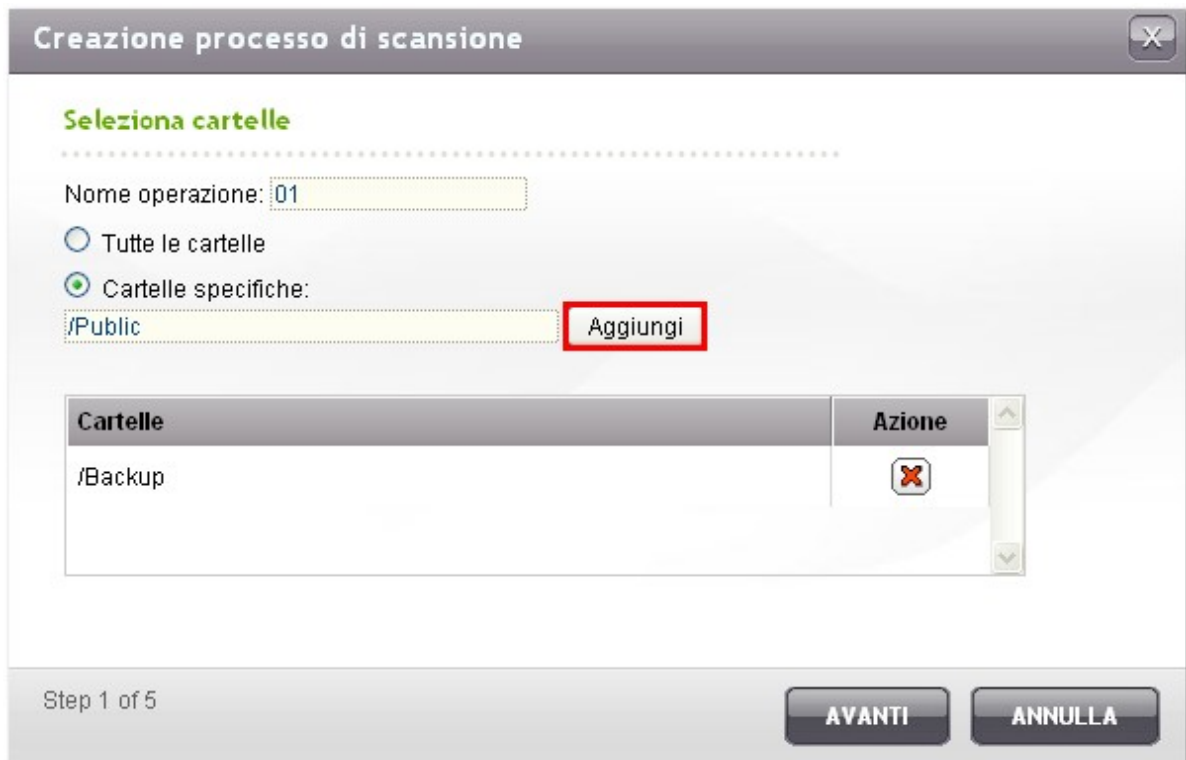 Creazione processo di scansione
X
Seleziona cartelle
Nome operazione: 01
Tutte le cartelle
Cartelle specifiche:
/Public Aggiungi
Cartelle Azione
/Backup
Step 1 of 5 AVANTI ANNULLA